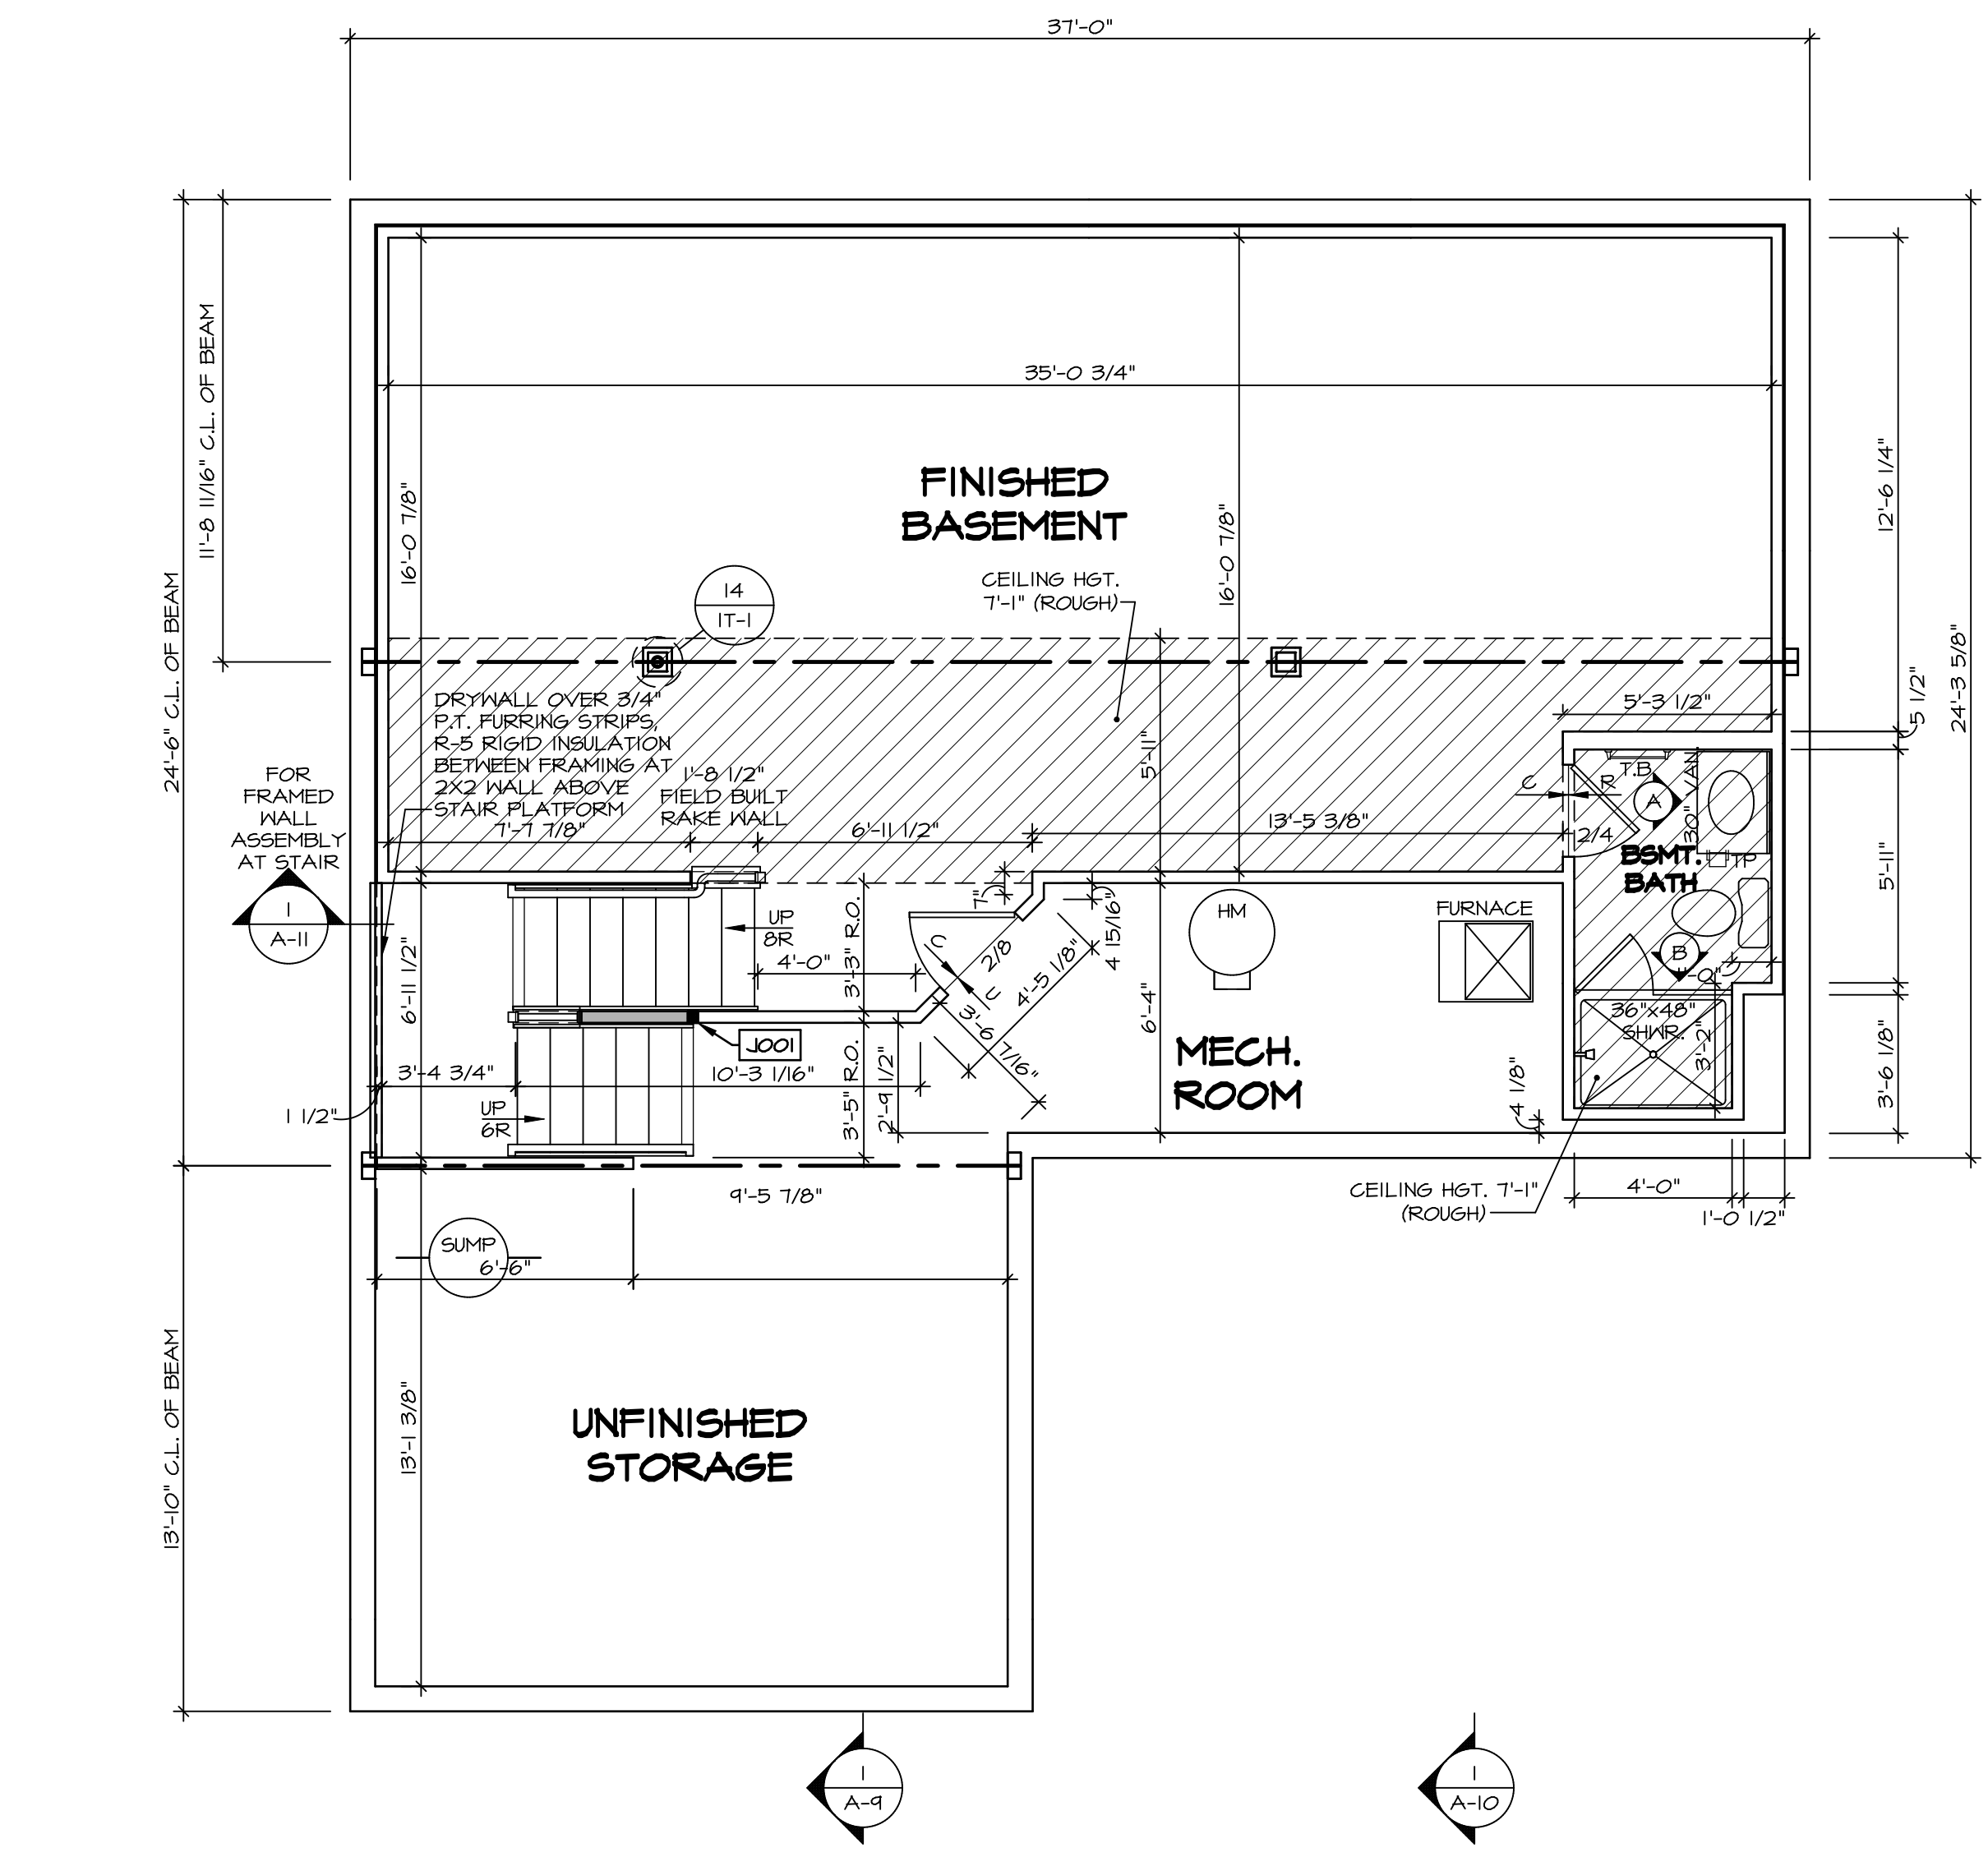 37'-0"
11'-8 11/16" C.L. OF BEAM
24'-6" C.L. OF BEAM
13'-10" C.L. OF BEAM
35'-0 3/4"
16'-0 7/8"
16'-0 7/8"
FINISHED
BASEMENT
CEILING HGT.
7'-1" (ROUGH)
14
1T-1
12'-6 1/4"
24'-3 5/8"
5 1/2"
5'-3 1/2"
DRYWALL OVER 3/4"
P.T. FURRING STRIPS,
R-5 RIGID INSULATION
BETWEEN FRAMING AT
2X2 WALL ABOVE
STAIR PLATFORM
FOR
FRAMED
WALL
ASSEMBLY
AT STAIR
1
A-11
1'-8 1/2"
FIELD BUILT
RAKE WALL
7'-7 7/8"
6'-11 1/2"
13'-5 3/8"
5'-11"
C
R
T.B.
A
30" VAN.
2/4
BSMT.
BATH
TP
5'-11"
UP
8R
4'-0"
3'-3" R.O.
7"
4 15/16"
C
2/8
U
4'-5 1/8"
3'-6 7/16"
HM
FURNACE
B
1'-0"
36"x48"
SHWR.
3'-2"
3'-6 1/8"
6'-11 1/2"
6'-4"
MECH.
ROOM
J001
3'-4 3/4"
10'-3 1/16"
3'-5" R.O.
2'-9 1/2"
1 1/2"
UP
6R
4 1/8"
9'-5 7/8"
CEILING HGT. 7'-1"
(ROUGH)
4'-0"
1'-0 1/2"
SUMP
6'-6"
13'-1 3/8"
UNFINISHED
STORAGE
1
A-9
1
A-10